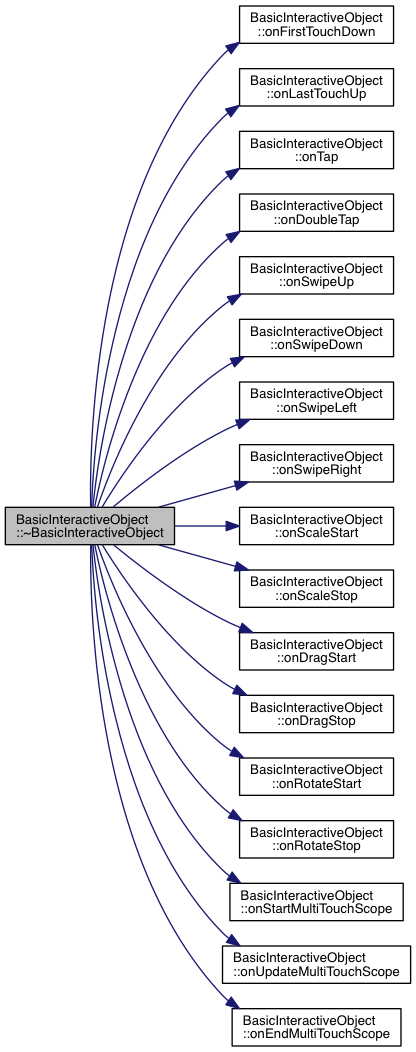 BasicInteractiveObject
::onFirstTouchDown
BasicInteractiveObject
::onLastTouchUp
BasicInteractiveObject
::onTap
BasicInteractiveObject
::onDoubleTap
BasicInteractiveObject
::onSwipeUp
BasicInteractiveObject
::onSwipeDown
BasicInteractiveObject
::onSwipeLeft
BasicInteractiveObject
::onSwipeRight
BasicInteractiveObject
::~BasicInteractiveObject
BasicInteractiveObject
::onScaleStart
BasicInteractiveObject
::onScaleStop
BasicInteractiveObject
::onDragStart
BasicInteractiveObject
::onDragStop
BasicInteractiveObject
::onRotateStart
BasicInteractiveObject
::onRotateStop
BasicInteractiveObject
::onStartMultiTouchScope
BasicInteractiveObject
::onUpdateMultiTouchScope
BasicInteractiveObject
::onEndMultiTouchScope